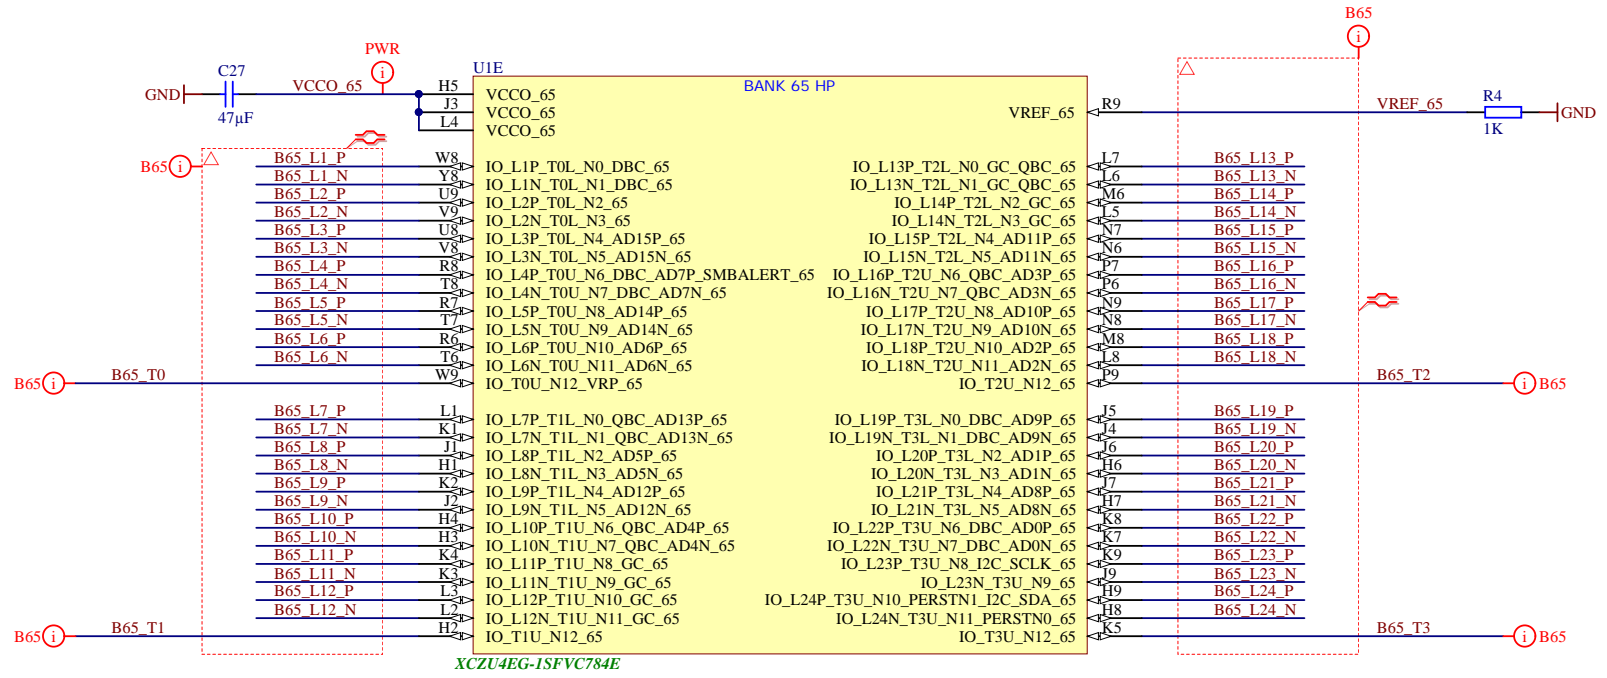 B65
PWR
U1E
BANK 65 HP
C27
GND
VCCO_65
47µF
H5 VCCO_65
J3 VCCO_65
L4 VCCO_65
VREF_65 R9 VREF_65
R4
1K
GND
B65
B65_L1_P W8 IO_L1P_T0L_N0_DBC_65 IO_L13P_T2L_N0_GC_QBC_65 L7 B65_L13_P
B65_L1_N Y8 IO_L1N_T0L_N1_DBC_65 IO_L13N_T2L_N1_GC_QBC_65 L6 B65_L13_N
B65_L2_P U9 IO_L2P_T0L_N2_65 IO_L14P_T2L_N2_GC_65 M6 B65_L14_P
B65_L2_N V9 IO_L2N_T0L_N3_65 IO_L14N_T2L_N3_GC_65 L5 B65_L14_N
B65_L3_P U8 IO_L3P_T0L_N4_AD15P_65 IO_L15P_T2L_N4_AD11P_65 N7 B65_L15_P
B65_L3_N V8 IO_L3N_T0L_N5_AD15N_65 IO_L15N_T2L_N5_AD11N_65 N6 B65_L15_N
B65_L4_P R8 IO_L4P_T0U_N6_DBC_AD7P_SMBALERT_65 IO_L16P_T2U_N6_QBC_AD3P_65 P7 B65_L16_P
B65_L4_N T8 IO_L4N_T0U_N7_DBC_AD7N_65 IO_L16N_T2U_N7_QBC_AD3N_65 P6 B65_L16_N
B65_L5_P R7 IO_L5P_T0U_N8_AD14P_65 IO_L17P_T2U_N8_AD10P_65 N9 B65_L17_P
B65_L5_N T7 IO_L5N_T0U_N9_AD14N_65 IO_L17N_T2U_N9_AD10N_65 N8 B65_L17_N
B65_L6_P R6 IO_L6P_T0U_N10_AD6P_65 IO_L18P_T2U_N10_AD2P_65 M8 B65_L18_P
B65_L6_N T6 IO_L6N_T0U_N11_AD6N_65 IO_L18N_T2U_N11_AD2N_65 L8 B65_L18_N
B65 B65_T0 W9 IO_T0U_N12_VRP_65 IO_T2U_N12_65 P9 B65_T2 B65
B65_L7_P L1 IO_L7P_T1L_N0_QBC_AD13P_65 IO_L19P_T3L_N0_DBC_AD9P_65 J5 B65_L19_P
B65_L7_N K1 IO_L7N_T1L_N1_QBC_AD13N_65 IO_L19N_T3L_N1_DBC_AD9N_65 J4 B65_L19_N
B65_L8_P J1 IO_L8P_T1L_N2_AD5P_65 IO_L20P_T3L_N2_AD1P_65 J6 B65_L20_P
B65_L8_N H1 IO_L8N_T1L_N3_AD5N_65 IO_L20N_T3L_N3_AD1N_65 H6 B65_L20_N
B65_L9_P K2 IO_L9P_T1L_N4_AD12P_65 IO_L21P_T3L_N4_AD8P_65 J7 B65_L21_P
B65_L9_N J2 IO_L9N_T1L_N5_AD12N_65 IO_L21N_T3L_N5_AD8N_65 H7 B65_L21_N
B65_L10_P H4 IO_L10P_T1U_N6_QBC_AD4P_65 IO_L22P_T3U_N6_DBC_AD0P_65 K8 B65_L22_P
B65_L10_N H3 IO_L10N_T1U_N7_QBC_AD4N_65 IO_L22N_T3U_N7_DBC_AD0N_65 K7 B65_L22_N
B65_L11_P K4 IO_L11P_T1U_N8_GC_65 IO_L23P_T3U_N8_I2C_SCLK_65 K9 B65_L23_P
B65_L11_N K3 IO_L11N_T1U_N9_GC_65 IO_L23N_T3U_N9_65 J9 B65_L23_N
B65_L12_P L3 IO_L12P_T1U_N10_GC_65 IO_L24P_T3U_N10_PERSTN1_I2C_SDA_65 H9 B65_L24_P
B65_L12_N L2 IO_L12N_T1U_N11_GC_65 IO_L24N_T3U_N11_PERSTN0_65 H8 B65_L24_N
B65 B65_T1 H2 IO_T1U_N12_65 IO_T3U_N12_65 K5 B65_T3 B65
XCZU4EG-1SFVC784E